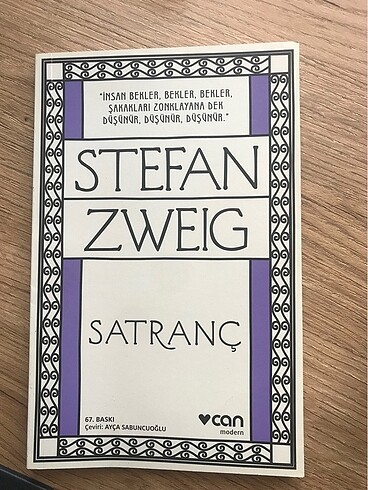 "İNSAN BEKLER, BEKLER, BEKLER,
ŞAKAKLARI ZONKLAYANA DEK
DÜŞÜNÜR, DÜŞÜNÜR, DÜŞÜNÜR."
STEFAN
ZWEIG
SATRANÇ
67. BASKI
Çeviri: AYÇA SABUNCUOĞLU
can
modern